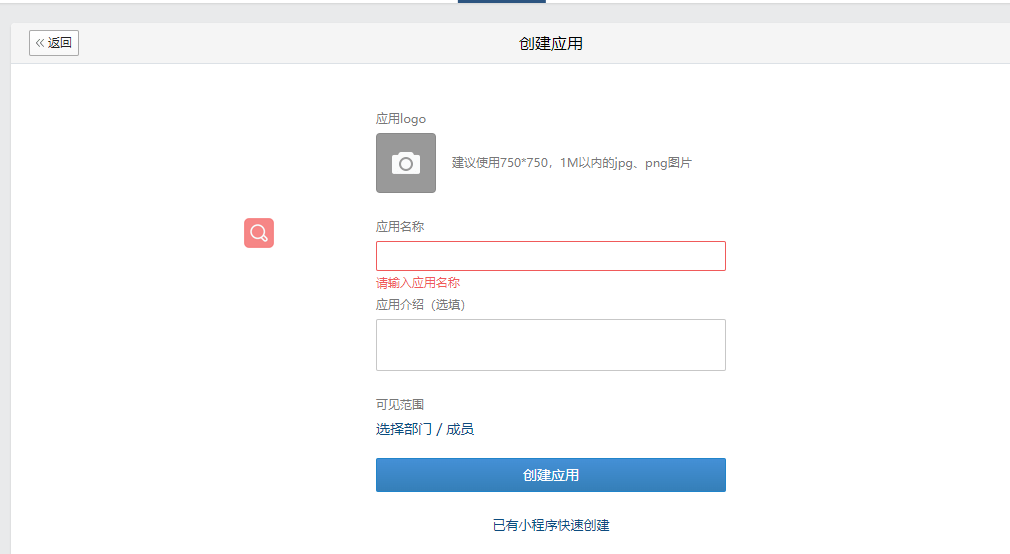 返回
创建应用
应用logo
建议使用750*750，1M以内的jpg、png图片
应用名称
请输入应用名称
应用介绍（选填）
可见范围
选择部门 / 成员
创建应用
已有小程序快速创建